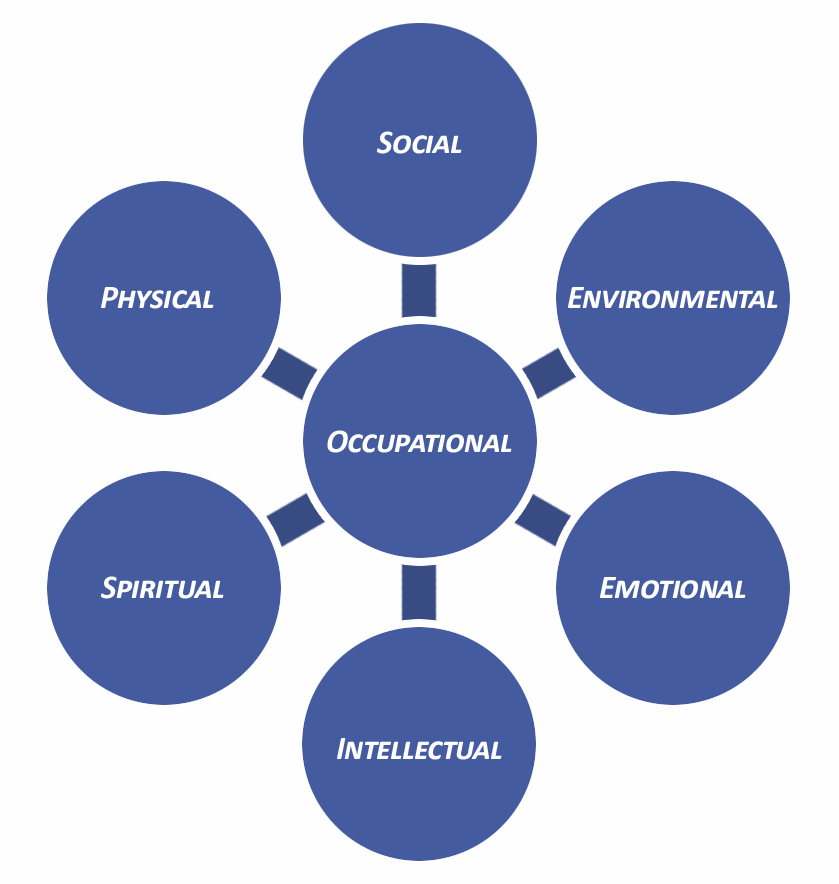 Social
Physical
Environmental
Occupational
Spiritual
Emotional
Intellectual